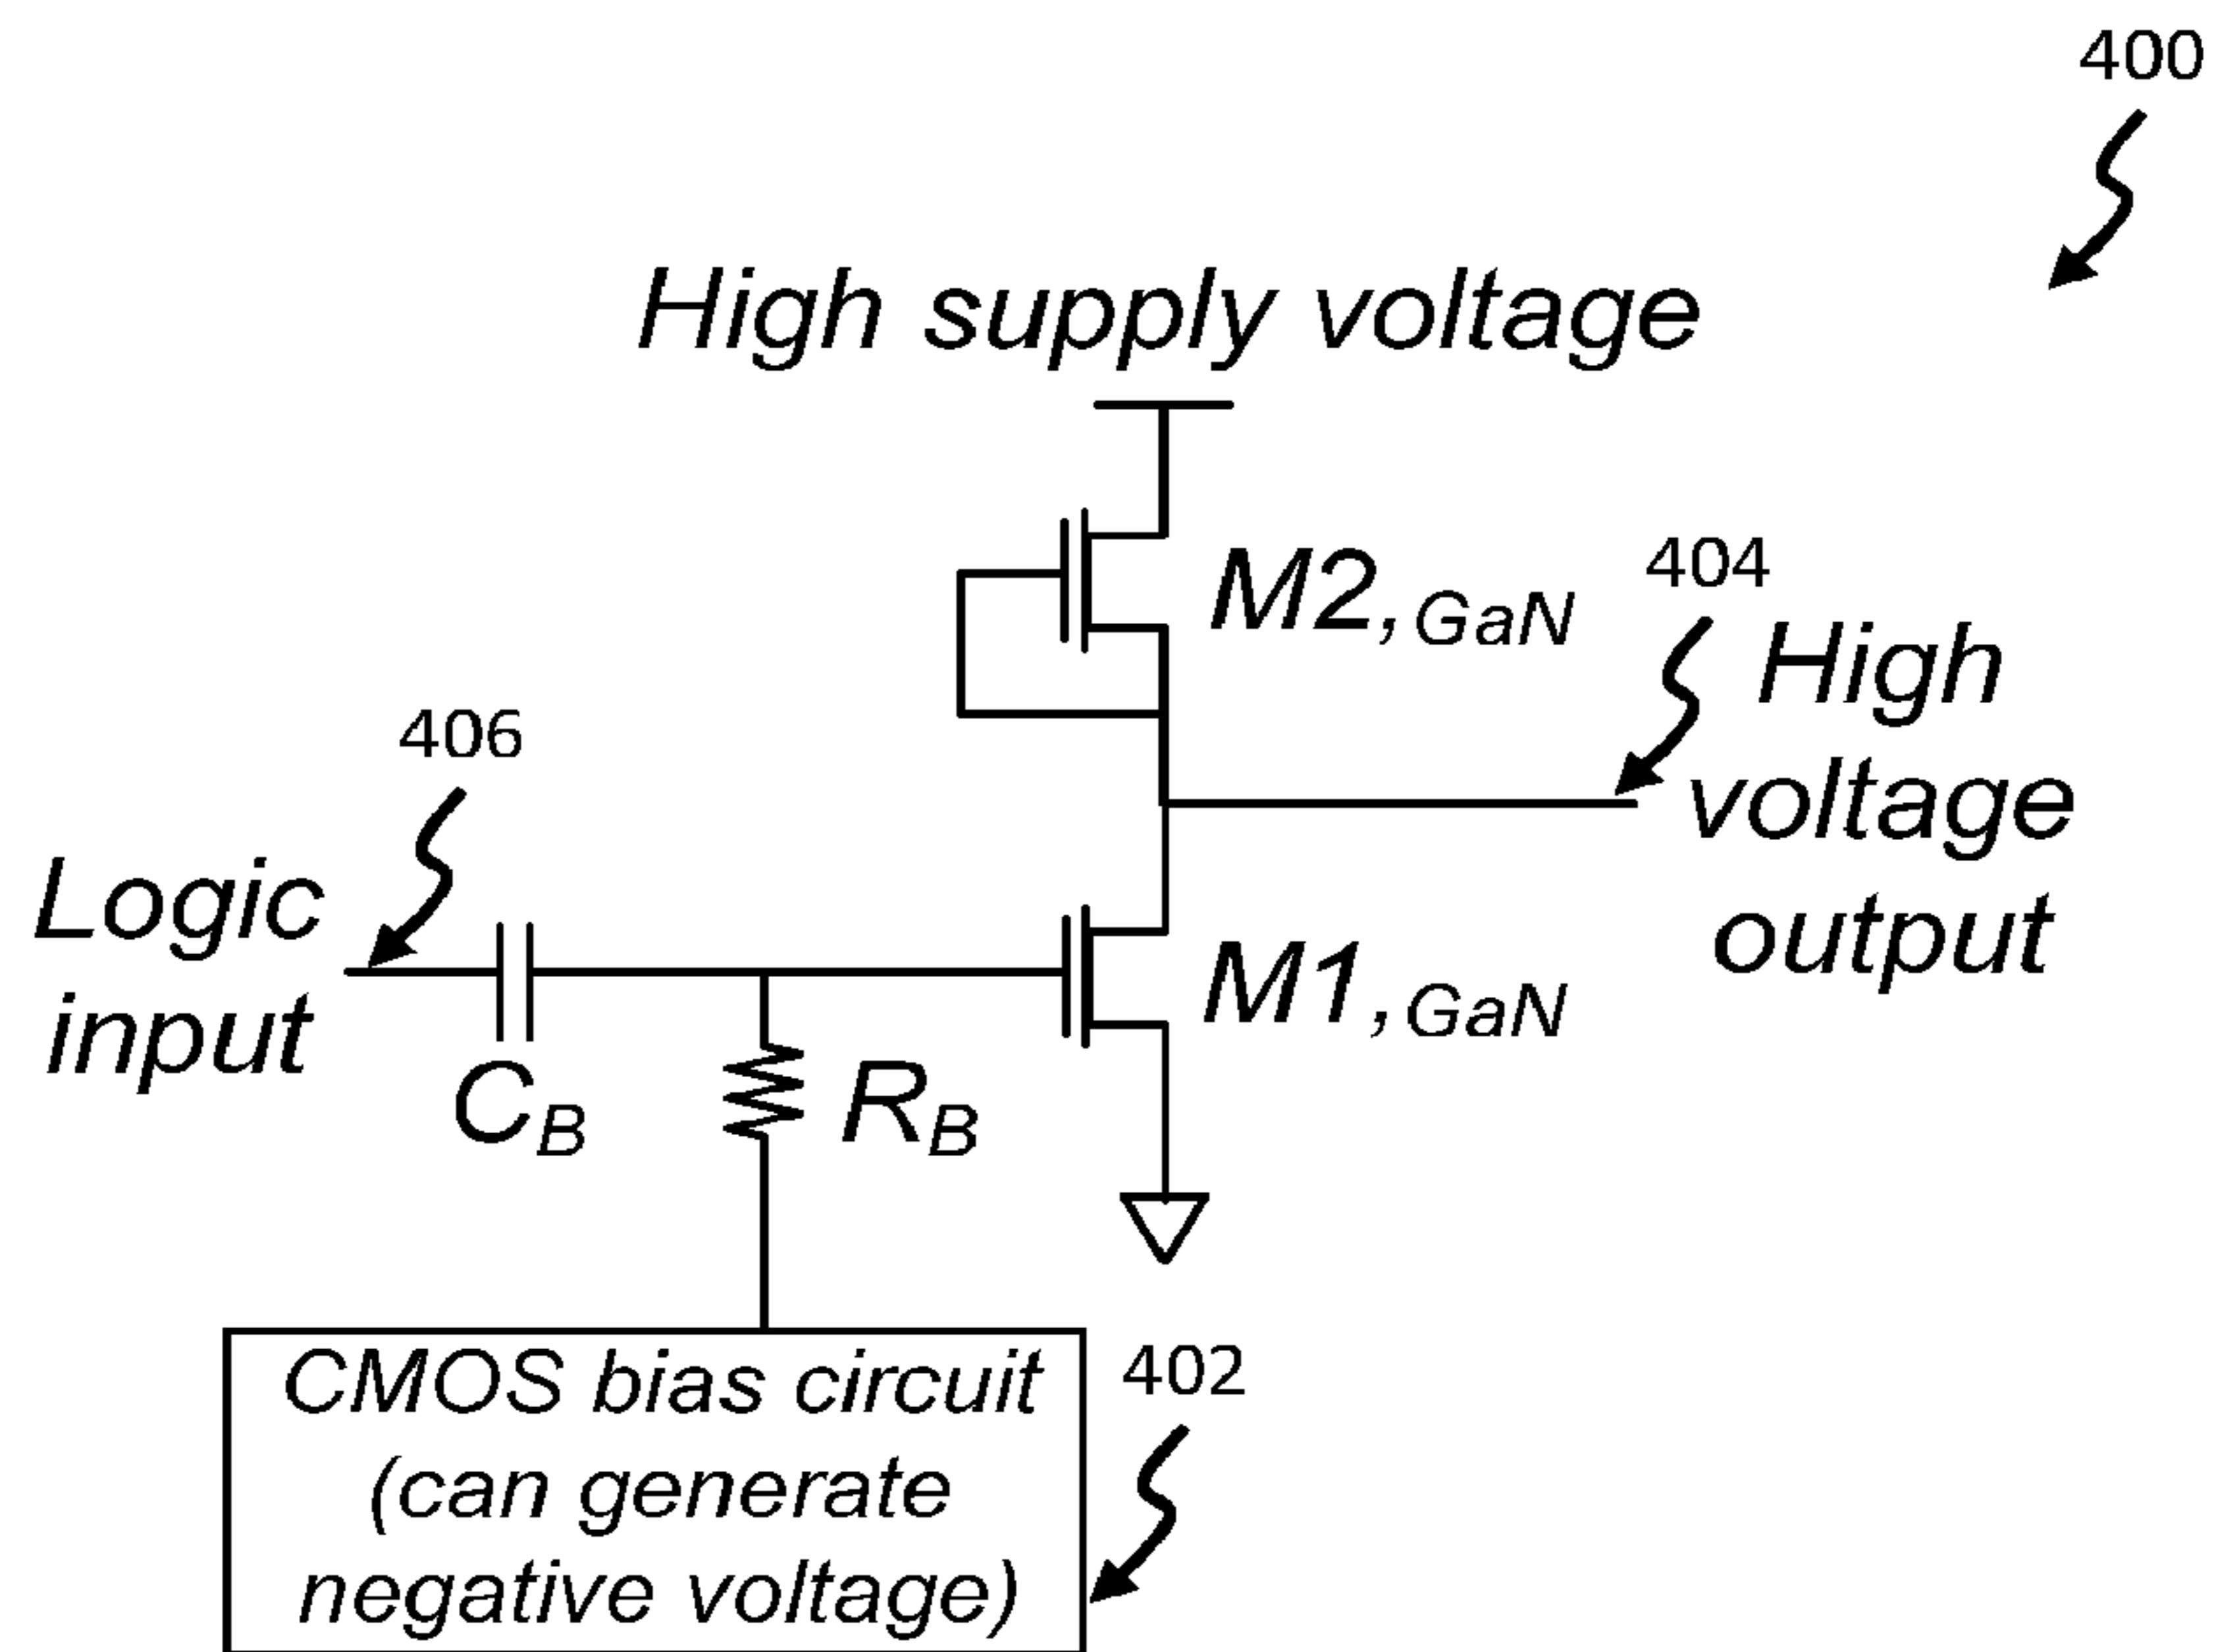 400
High supply voltage
M2,GaN
404
High
voltage
output
406
Logic
input
CB
RB
M1,GaN
CMOS bias circuit
(can generate
negative voltage)
402